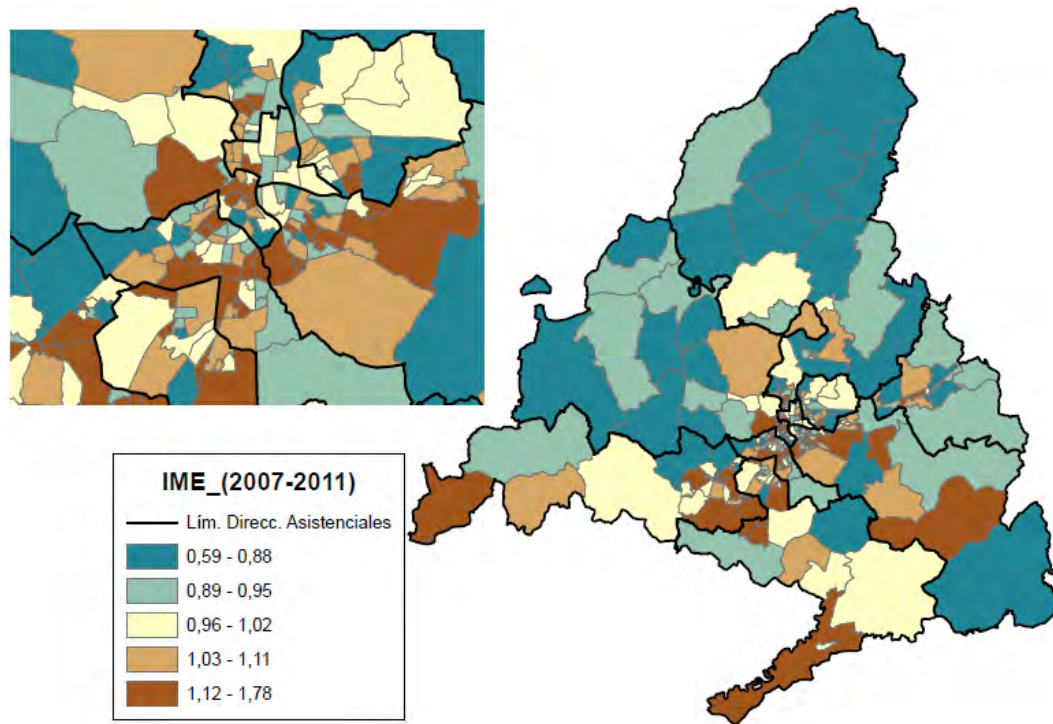 IME_(2007-2011)
Lím. Direcc. Asistenciales
0,59 - 0,88
0,89 - 0,95
0,96 - 1,02
1,03 - 1,11
1,12 - 1,78